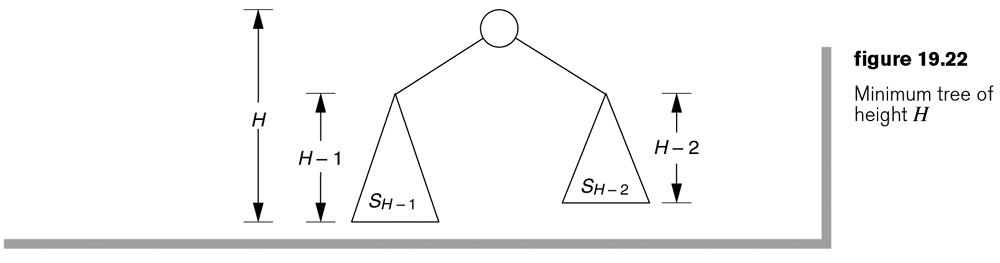 H
H – 1
S_{H – 1}
S_{H – 2}
H – 2
figure 19.22
Minimum tree of
height H